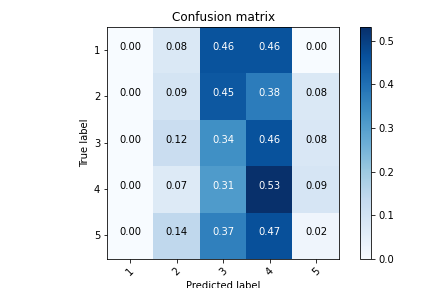 Confusion matrix
1 0.00 0.08 0.46 0.46 0.00
2 0.00 0.09 0.45 0.38 0.08
3 0.00 0.12 0.34 0.46 0.08
4 0.00 0.07 0.31 0.53 0.09
5 0.00 0.14 0.37 0.47 0.02
1 2 3 4 5
True label
Predicted label
0.5
0.4
0.3
0.2
0.1
0.0